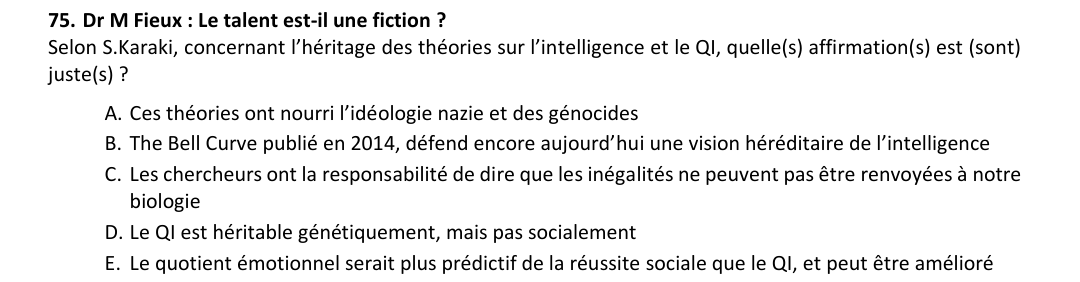 75. Dr M Fieux : Le talent est-il une fiction ?
Selon S.Karaki, concernant l’héritage des théories sur l’intelligence et le QI, quelle(s) affirmation(s) est (sont)
juste(s) ?
A. Ces théories ont nourri l’idéologie nazie et des génocides
B. The Bell Curve publié en 2014, défend encore aujourd’hui une vision héréditaire de l’intelligence
C. Les chercheurs ont la responsabilité de dire que les inégalités ne peuvent pas être renvoyées à notre
biologie
D. Le QI est héritable génétiquement, mais pas socialement
E. Le quotient émotionnel serait plus prédictif de la réussite sociale que le QI, et peut être amélioré